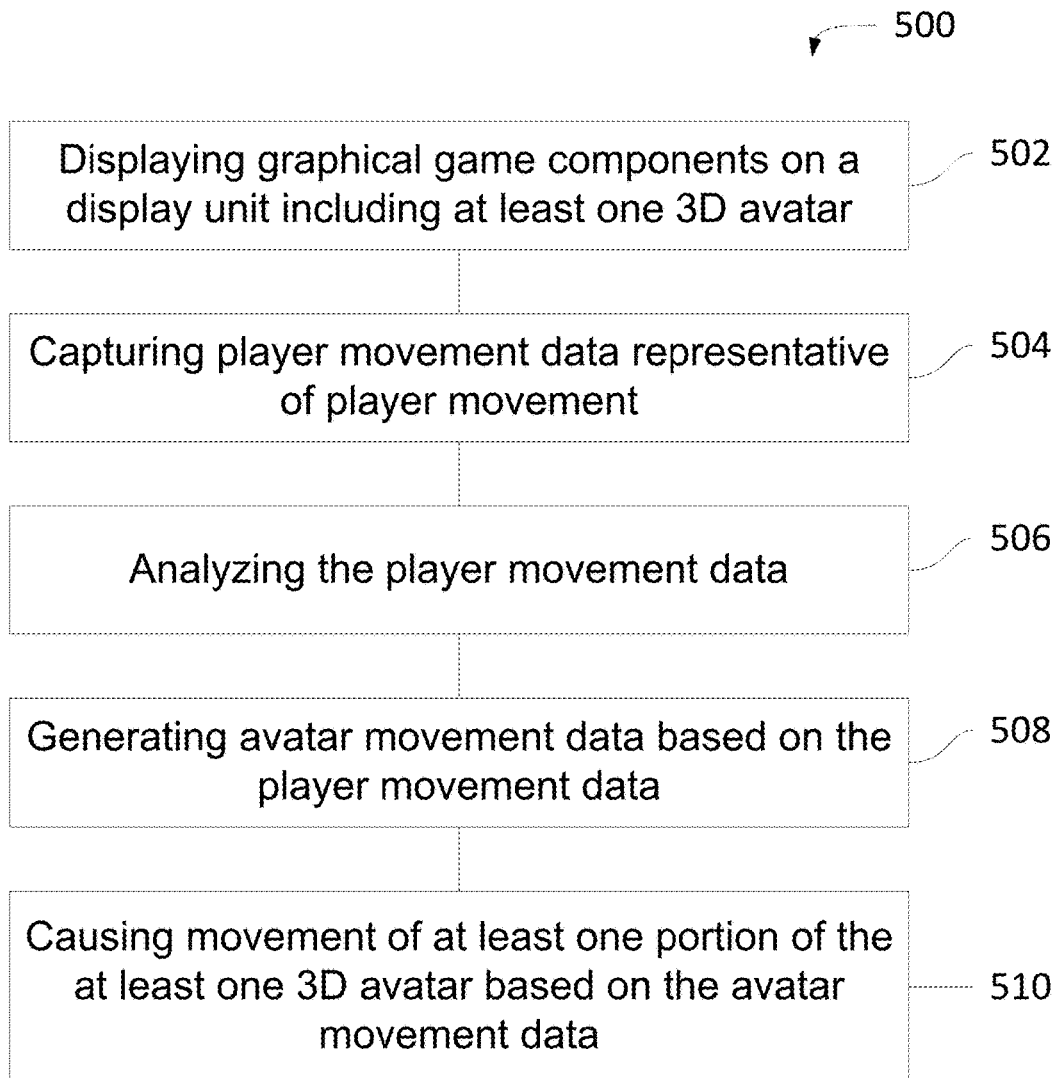 500
Displaying graphical game components on a
display unit including at least one 3D avatar
502
Capturing player movement data representative
of player movement
504
Analyzing the player movement data
506
Generating avatar movement data based on the
player movement data
508
Causing movement of at least one portion of the
at least one 3D avatar based on the avatar
movement data
510